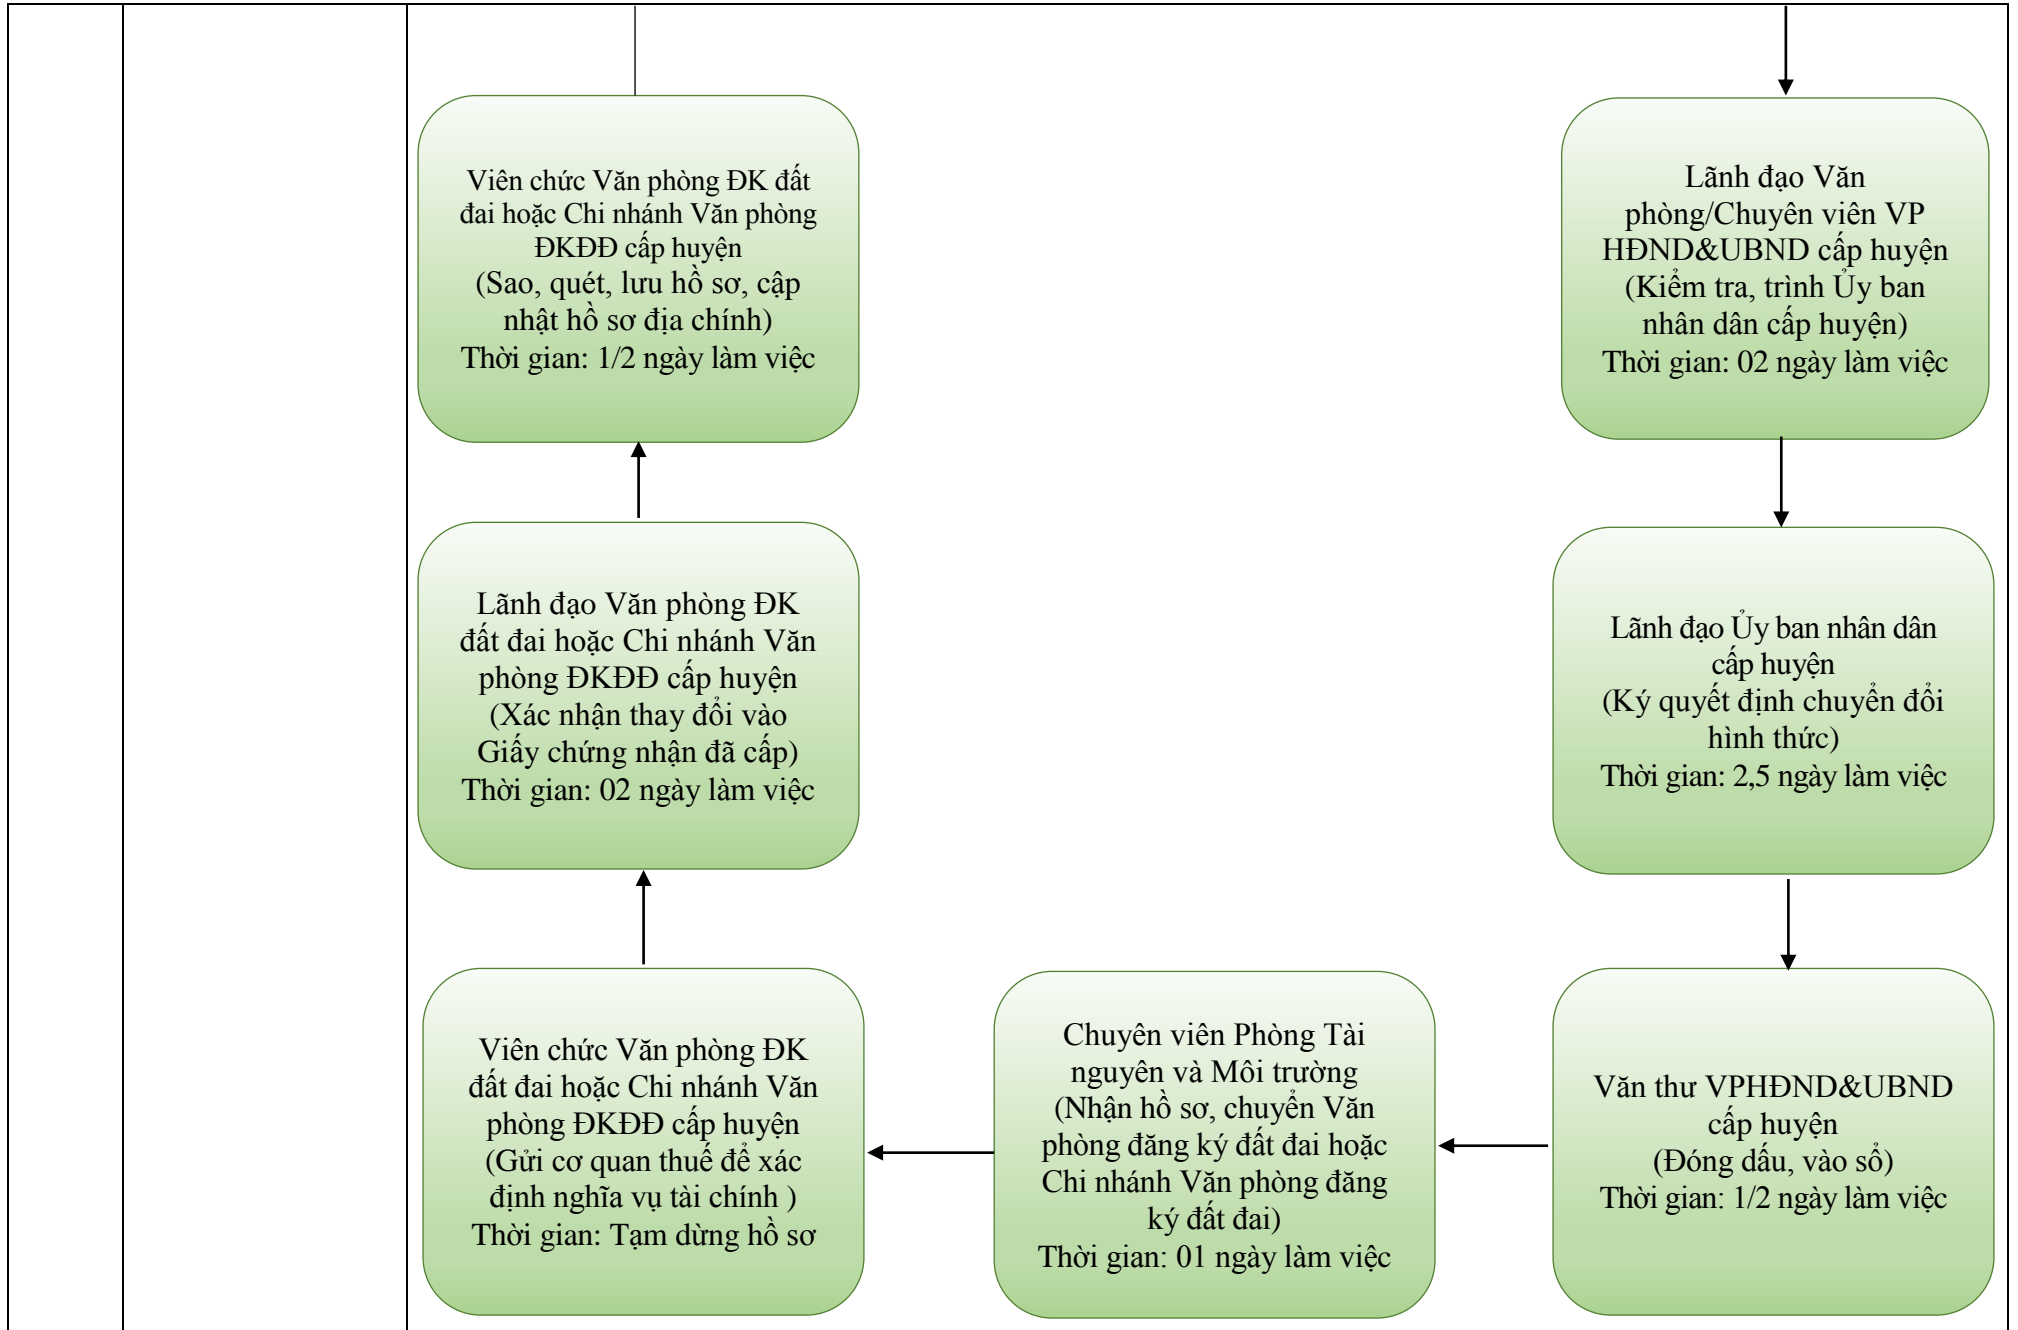 Viên chức Văn phòng ĐK đất
đai hoặc Chi nhánh Văn phòng
ĐKĐĐ cấp huyện
(Sao, quét, lưu hồ sơ, cập
nhật hồ sơ địa chính)
Thời gian: 1/2 ngày làm việc
Lãnh đạo Văn
phòng/Chuyên viên VP
HĐND&UBND cấp huyện
(Kiểm tra, trình Ủy ban
nhân dân cấp huyện)
Thời gian: 02 ngày làm việc
Lãnh đạo Văn phòng ĐK
đất đai hoặc Chi nhánh Văn
phòng ĐKĐĐ cấp huyện
(Xác nhận thay đổi vào
Giấy chứng nhận đã cấp)
Thời gian: 02 ngày làm việc
Lãnh đạo Ủy ban nhân dân
cấp huyện
(Ký quyết định chuyển đổi
hình thức)
Thời gian: 2,5 ngày làm việc
Viên chức Văn phòng ĐK
đất đai hoặc Chi nhánh Văn
phòng ĐKĐĐ cấp huyện
(Gửi cơ quan thuế để xác
định nghĩa vụ tài chính )
Thời gian: Tạm dừng hồ sơ
Chuyên viên Phòng Tài
nguyên và Môi trường
(Nhận hồ sơ, chuyển Văn
phòng đăng ký đất đai hoặc
Chi nhánh Văn phòng đăng
ký đất đai)
Thời gian: 01 ngày làm việc
Văn thư VPHĐND&UBND
cấp huyện
(Đóng dấu, vào sổ)
Thời gian: 1/2 ngày làm việc